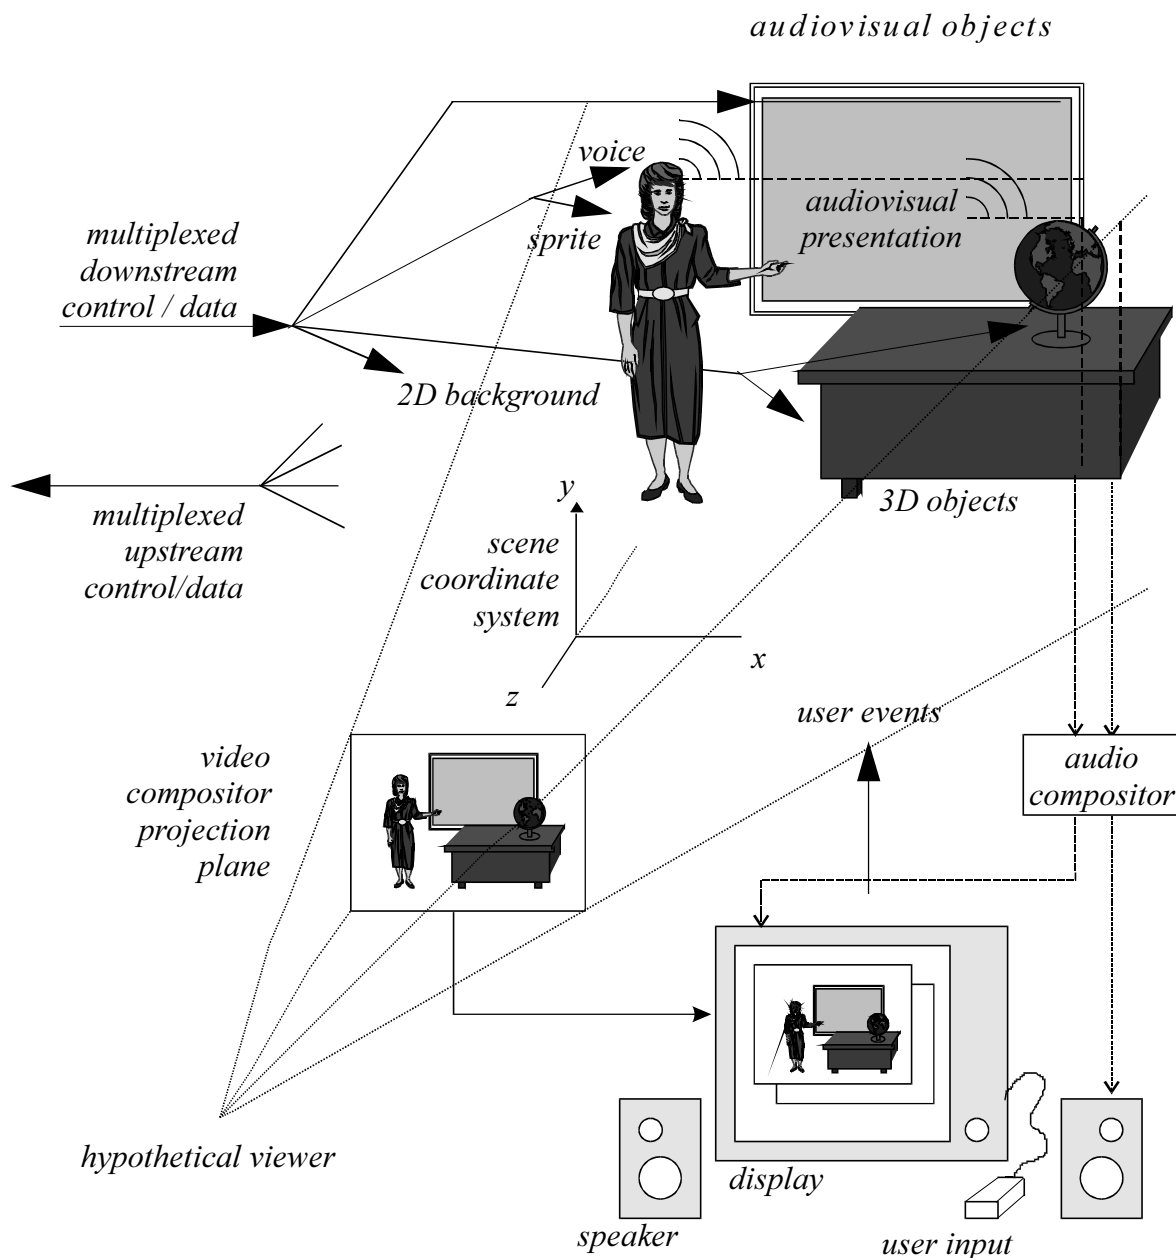 audiovisual objects
voice
sprite
audiovisual
presentation
multiplexed
downstream
control / data
2D background
3D objects
multiplexed
upstream
control/data
y
scene
coordinate
system
x
z
user events
video
compositor
projection
plane
audio
compositor
hypothetical viewer
display
speaker
user input